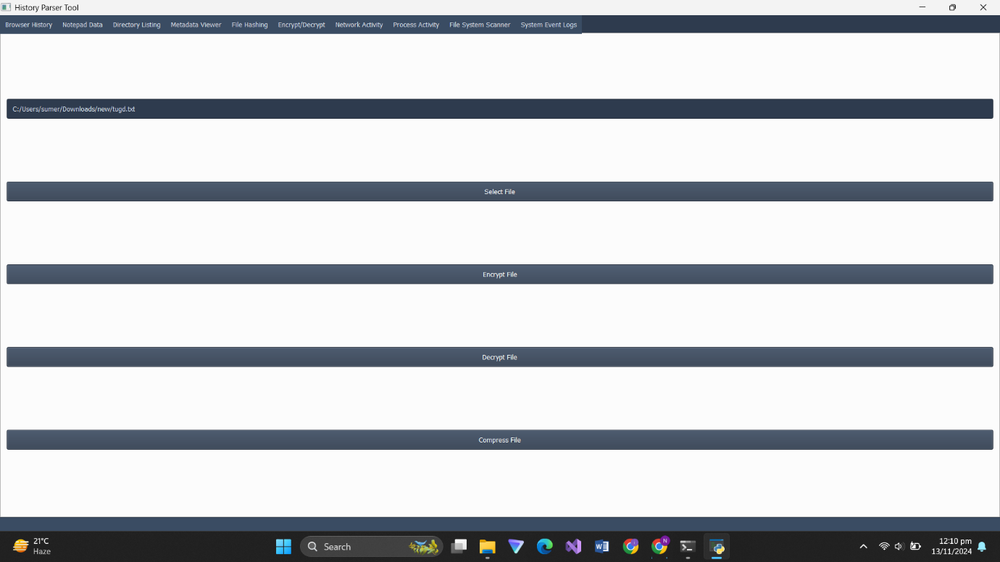 History Parser Tool
Browser History Notepad Data Directory Listing Metadata Viewer File Hashing Encrypt/Decrypt Network Activity Process Activity File System Scanner System Event Logs
C:/Users/sumer/Downloads/new/tugd.txt
Select File
Encrypt File
Decrypt File
Compress File
21°C
Haze
Search
N
12:10 pm
13/11/2024